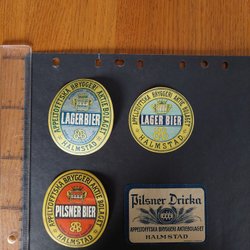 APPELTOFFTSKA BRYGGERI AKTIE BOLAGET
LAGER BIER
HALMSTAD
APPELTOFFTSKA BRYGGERI AKTIE BOLAGET
LAGER BIER
HALMSTAD
APPELTOFFTSKA BRYGGERI AKTIE BOLAGET
PILSNER BIER
HALMSTAD
Pilsner Dricka
APPELTOFFTSKA BRYGGERI AKTIEBOLAGET
HALMSTAD